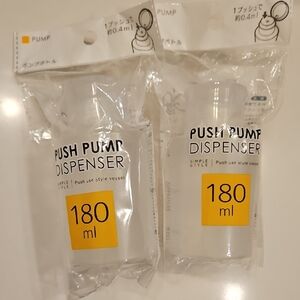 PUMP
ポンプボトル
1プッシュで
約0.4ml
PUSH PUMP
DISPENSER
SIMPLE
STYLE
Push use style vessel
180
ml
PUMP
1プッシュで
約0.4ml
PUSH PUMP
DISPENSER
SIMPLE
STYLE
Push use style vessel
180
ml